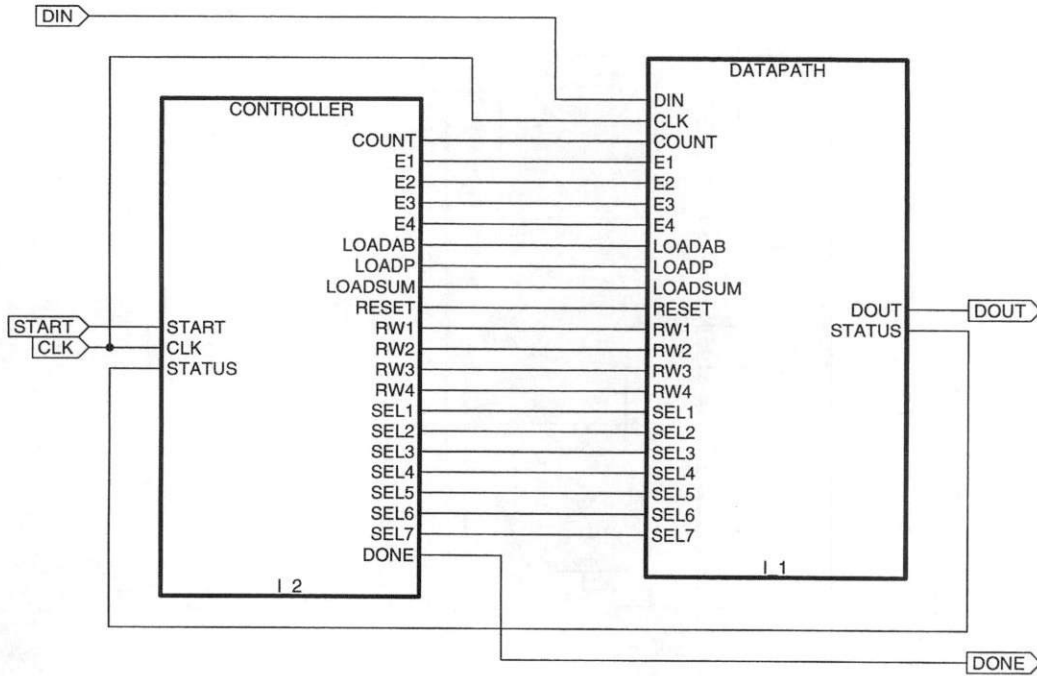 DIN
CONTROLLER
COUNT
E1
E2
E3
E4
LOADAB
LOADP
LOADSUM
RESET
RW1
RW2
RW3
RW4
SEL1
SEL2
SEL3
SEL4
SEL5
SEL6
SEL7
DONE
START
CLK
START
CLK
STATUS
I_2
DATAPATH
DIN
CLK
COUNT
E1
E2
E3
E4
LOADAB
LOADP
LOADSUM
RESET
RW1
RW2
RW3
RW4
SEL1
SEL2
SEL3
SEL4
SEL5
SEL6
SEL7
DOUT
STATUS
I_1
DOUT
DONE